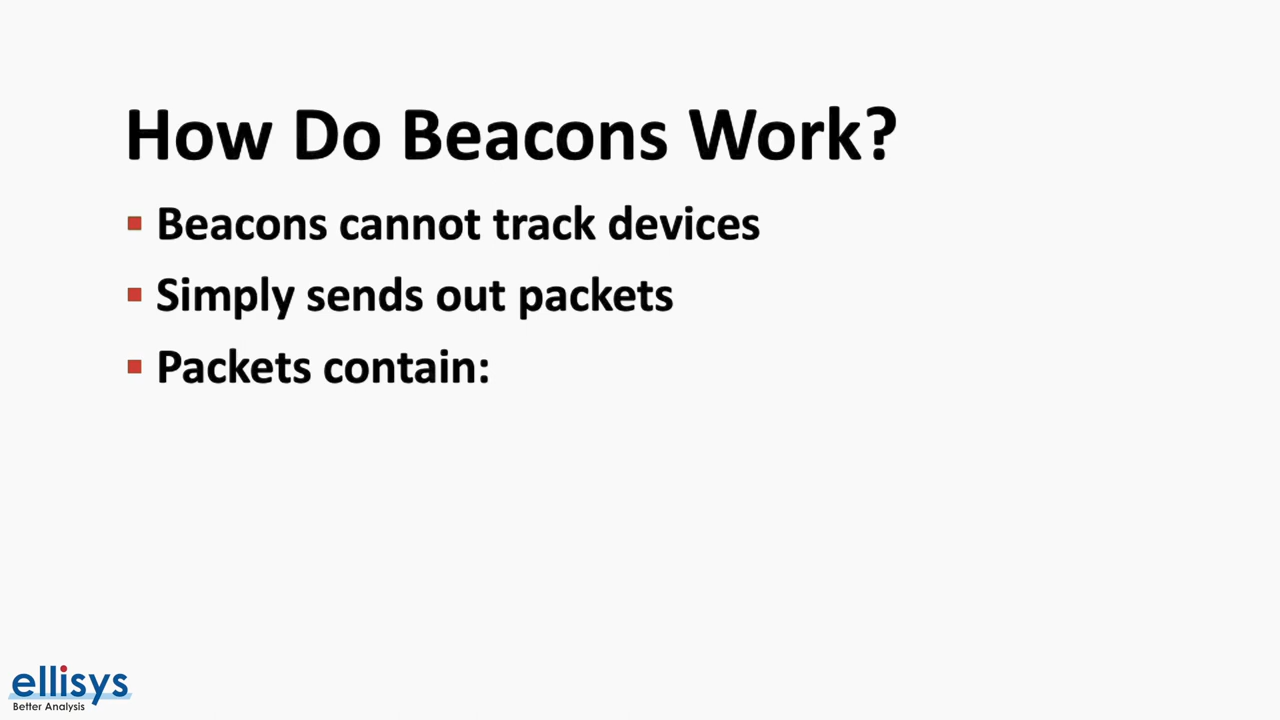 How Do Beacons Work?
Beacons cannot track devices
Simply sends out packets
Packets contain:
ellisys
Better Analysis